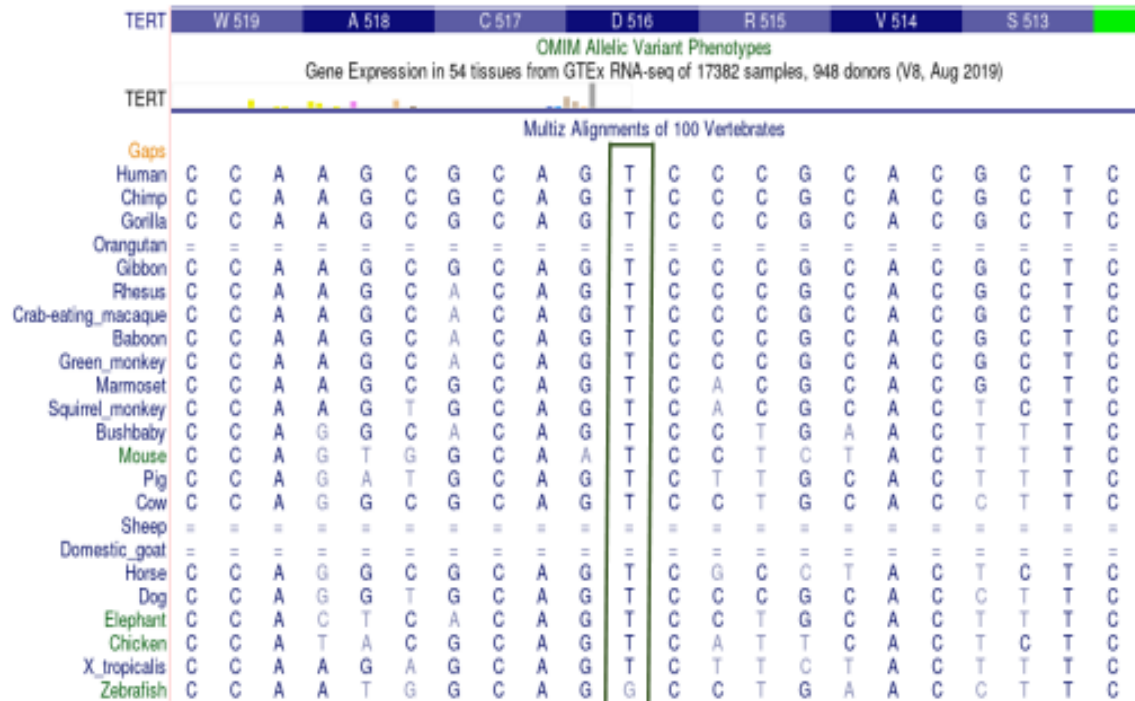 TERT W 519 A 518 C 517 D 516 R 515 V 514 S 513
OMIM Allelic Variant Phenotypes
Gene Expression in 54 tissues from GTEx RNA-seq of 17382 samples, 948 donors (V8, Aug 2019)
TERT
Multiz Alignments of 100 Vertebrates
Gaps
Human C C A A G C G C A G T C C C G C A C G C T C
Chimp C C A A G C G C A G T C C C G C A C G C T C
Gorilla C C A A G C G C A G T C C C G C A C G C T C
Orangutan = = = = = = = = = = = = = = = = = = = = = =
Gibbon C C A A G C G C A G T C C C G C A C G C T C
Rhesus C C A A G C A C A G T C C C G C A C G C T C
Crab-eating_macaque C C A A G C A C A G T C C C G C A C G C T C
Baboon C C A A G C A C A G T C C C G C A C G C T C
Green_monkey C C A A G C A C A G T C C C G C A C G C T C
Marmoset C C A A G C G C A G T C A C G C A C G C T C
Squirrel_monkey C C A A G T G C A G T C A C G C A C T C T C
Bushbaby C C A G G C A C A G T C C T G A A C T T T C
Mouse C C A G T G G C A A T C C T C T A C T T T C
Pig C C A G A T G C A G T C T T G C A C T T T C
Cow C C A G G C G C A G T C C T G C A C C T T C
Sheep = = = = = = = = = = = = = = = = = = = = = =
Domestic_goat = = = = = = = = = = = = = = = = = = = = = =
Horse C C A G G C G C A G T C G C C T A C T C T C
Dog C C A G G T G C A G T C C C G C A C C T T C
Elephant C C A C T C A C A G T C C T G C A C T T T C
Chicken C C A T A C G C A G T C A T T C A C T C T C
X_tropicalis C C A A G A G C A G T C T T C T A C T T T C
Zebrafish C C A A T G G C A G G C C T G A A C C T T C